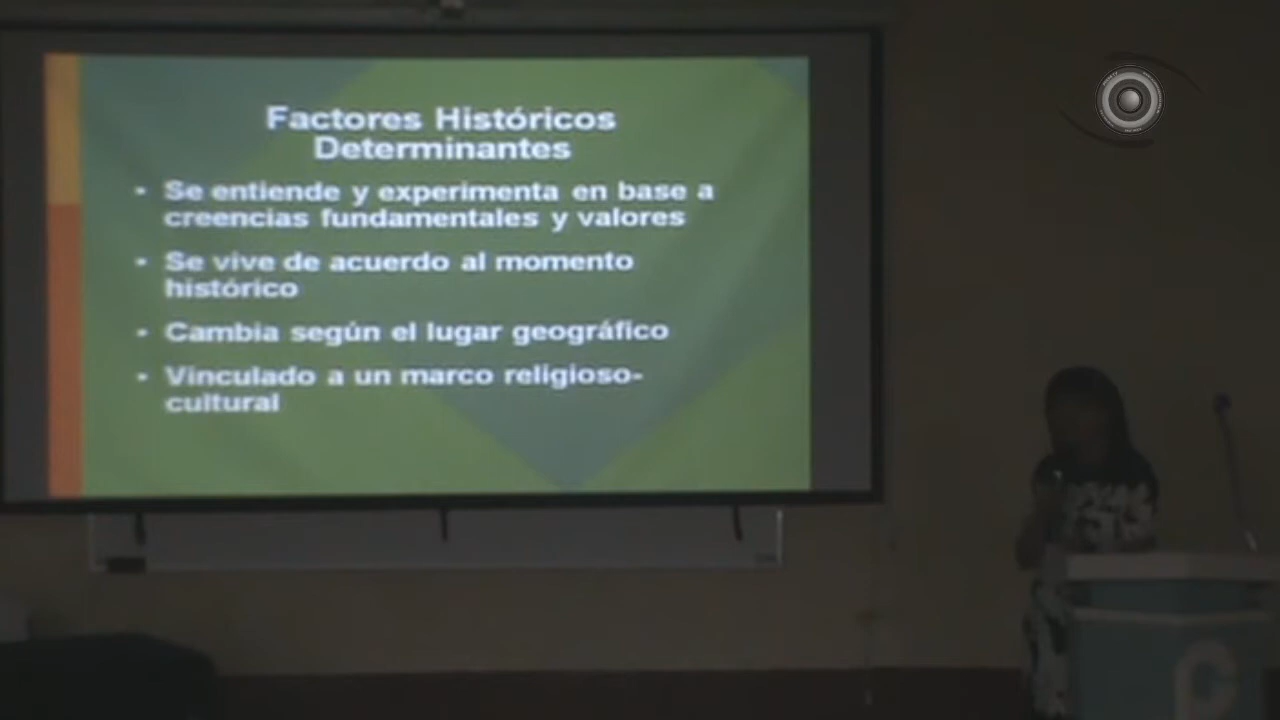 Factores Históricos
Determinantes
• Se entiende y experimenta en base a
creencias fundamentales y valores
• Se vive de acuerdo al momento
histórico
• Cambia según el lugar geográfico
• Vinculado a un marco religioso-
cultural